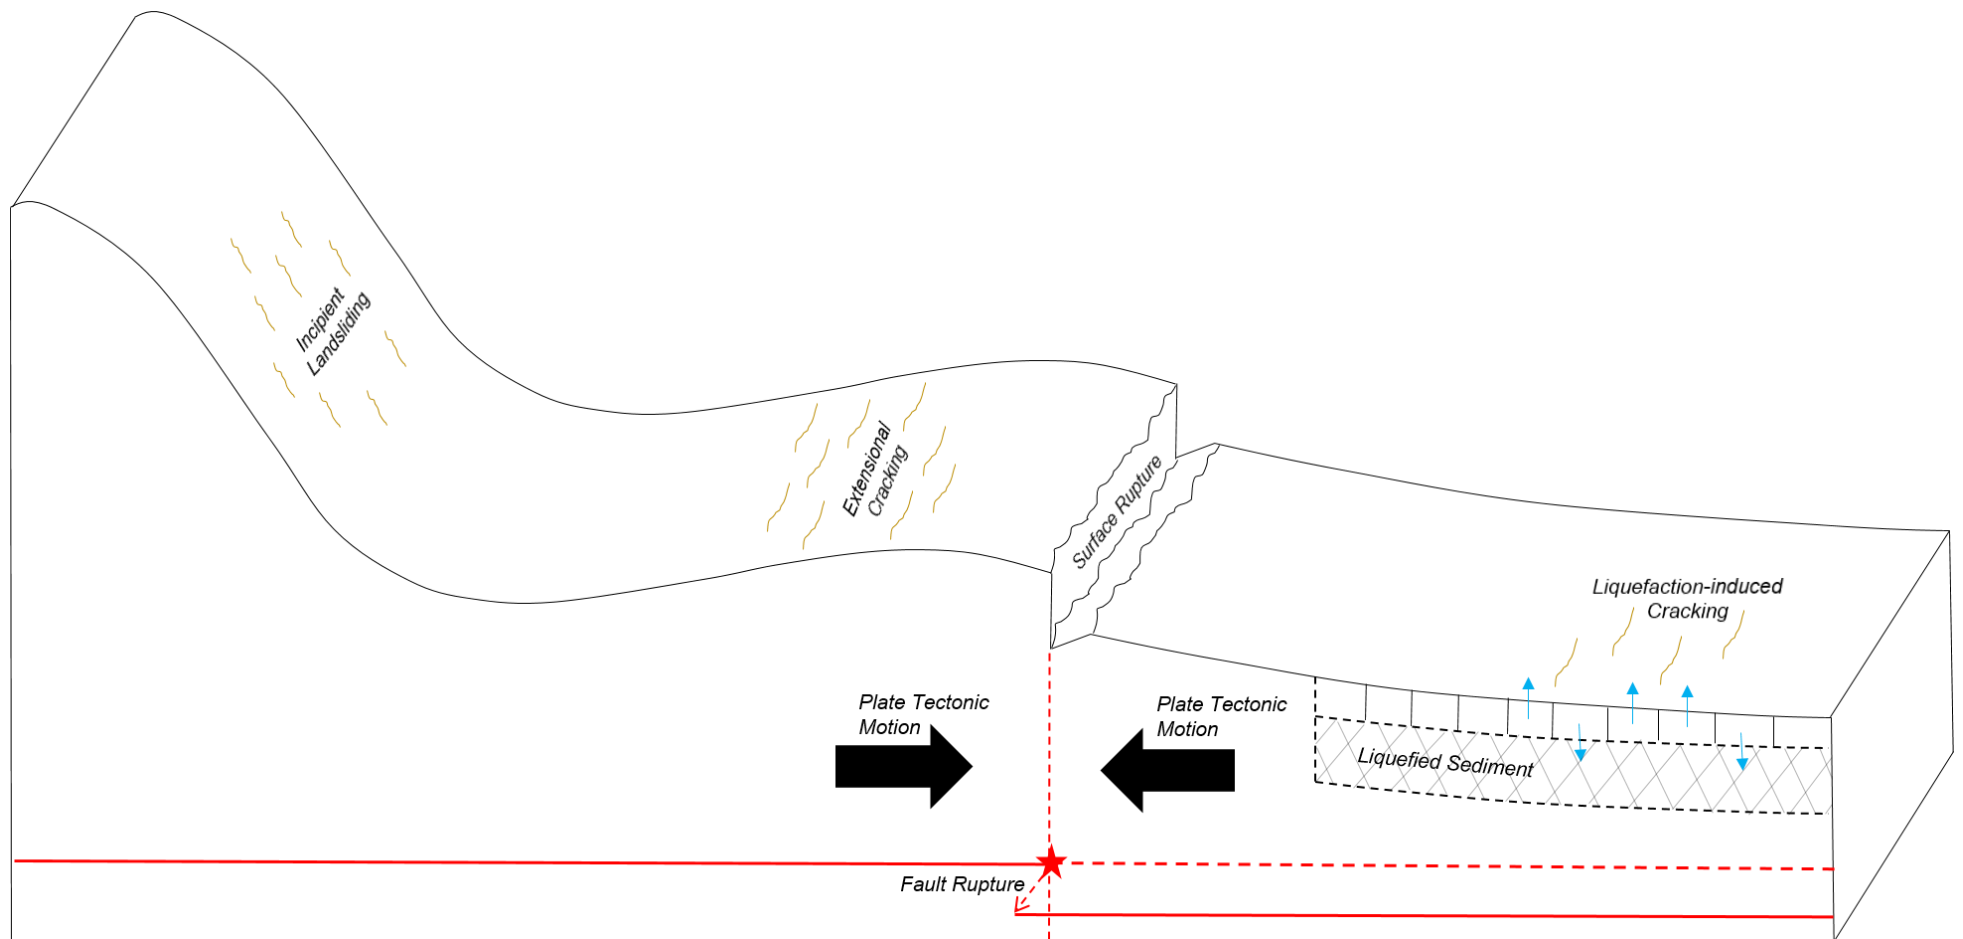 Incipient
Landsliding
Extensional
Cracking
Surface Rupture
Liquefaction-induced
Cracking
Plate Tectonic
Motion
Plate Tectonic
Motion
Liquefied Sediment
Fault Rupture